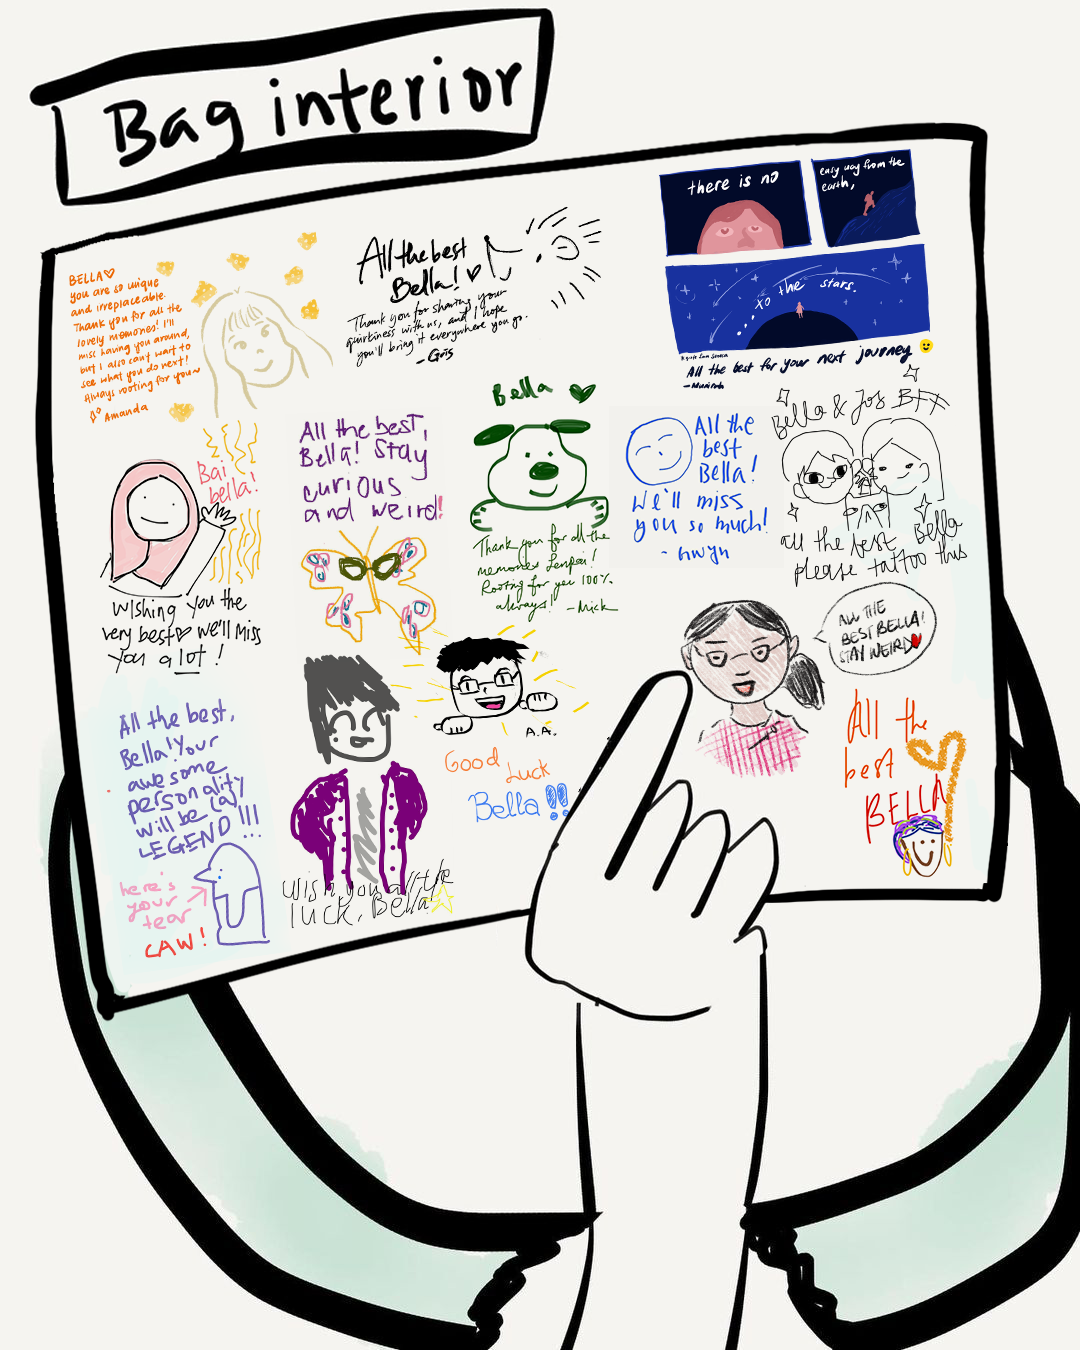 Bag interior
BELLA♡
you are so unique
and irreplaceable.
Thank you for all the
lovely memories! I'll
miss having you around,
but I also can't wait to
see what you do next!
Always rooting for you~
Amanda
All the best
Bella! ♡
Thank you for sharing your
quirkiness with us, and I hope
you'll bring it everywhere you go.
- Gris
there is no
easy way from the
earth,
to the stars.
All the best for your next journey
Bai
bella!
Wishing you the
very best♡ we'll miss
you a lot!
All the best,
Bella! Stay
curious
and weird!
Bella
Thank you for all the
memories Senpai!
Rooting for you 100%
always! - Mick
All the
best
Bella!
We'll miss
you so much!
- Gwyn
Bella & Jos BFF
all the best Bella
please tattoo this
ALL THE
BEST BELLA!
STAY WEIRD
A.A.
Good
Luck
Bella!!
All the best,
Bella! Your
awesome
personality
will be (a)
LEGEND!!!
here's
your
tear
CAW!
Wish you all the
luck, Bella
All the
best
BELLA